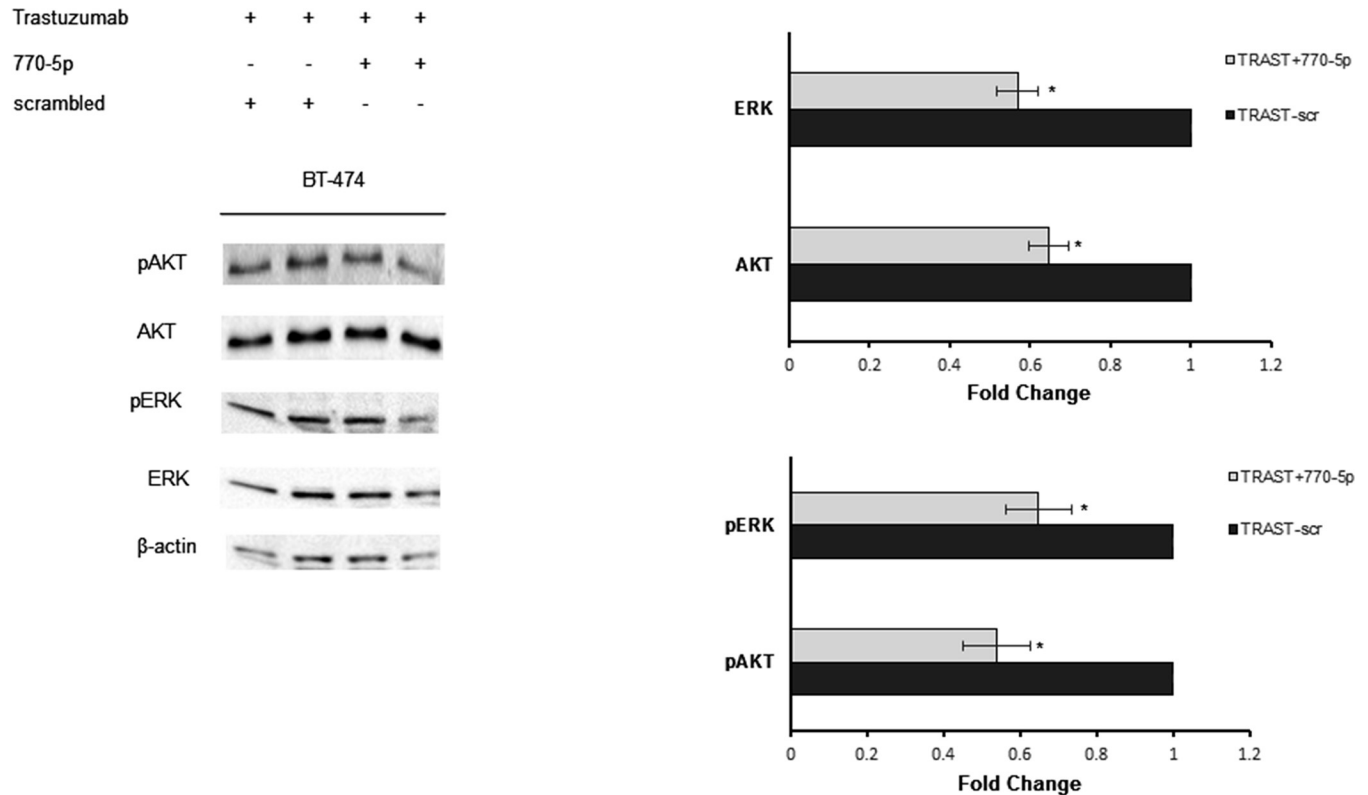 Trastuzumab + + + +
770-5p - - + +
scrambled + + - -
BT-474
pAKT
AKT
pERK
ERK
β-actin
ERK
*
AKT
*
TRAST+770-5p
TRAST-scr
0 0.2 0.4 0.6 0.8 1 1.2
Fold Change
pERK
*
pAKT
*
TRAST+770-5p
TRAST-scr
0 0.2 0.4 0.6 0.8 1 1.2
Fold Change